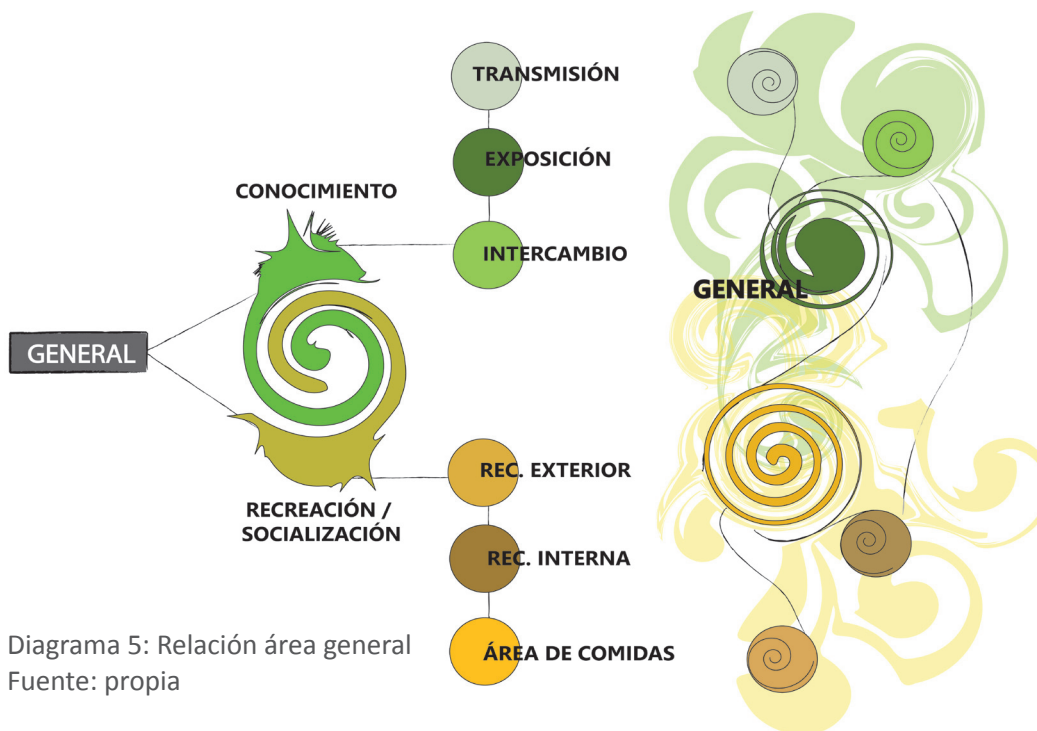 TRANSMISIÓN
EXPOSICIÓN
CONOCIMIENTO
INTERCAMBIO
GENERAL
GENERAL
REC. EXTERIOR
RECREACIÓN /
SOCIALIZACIÓN
REC. INTERNA
ÁREA DE COMIDAS
Diagrama 5: Relación área general
Fuente: propia